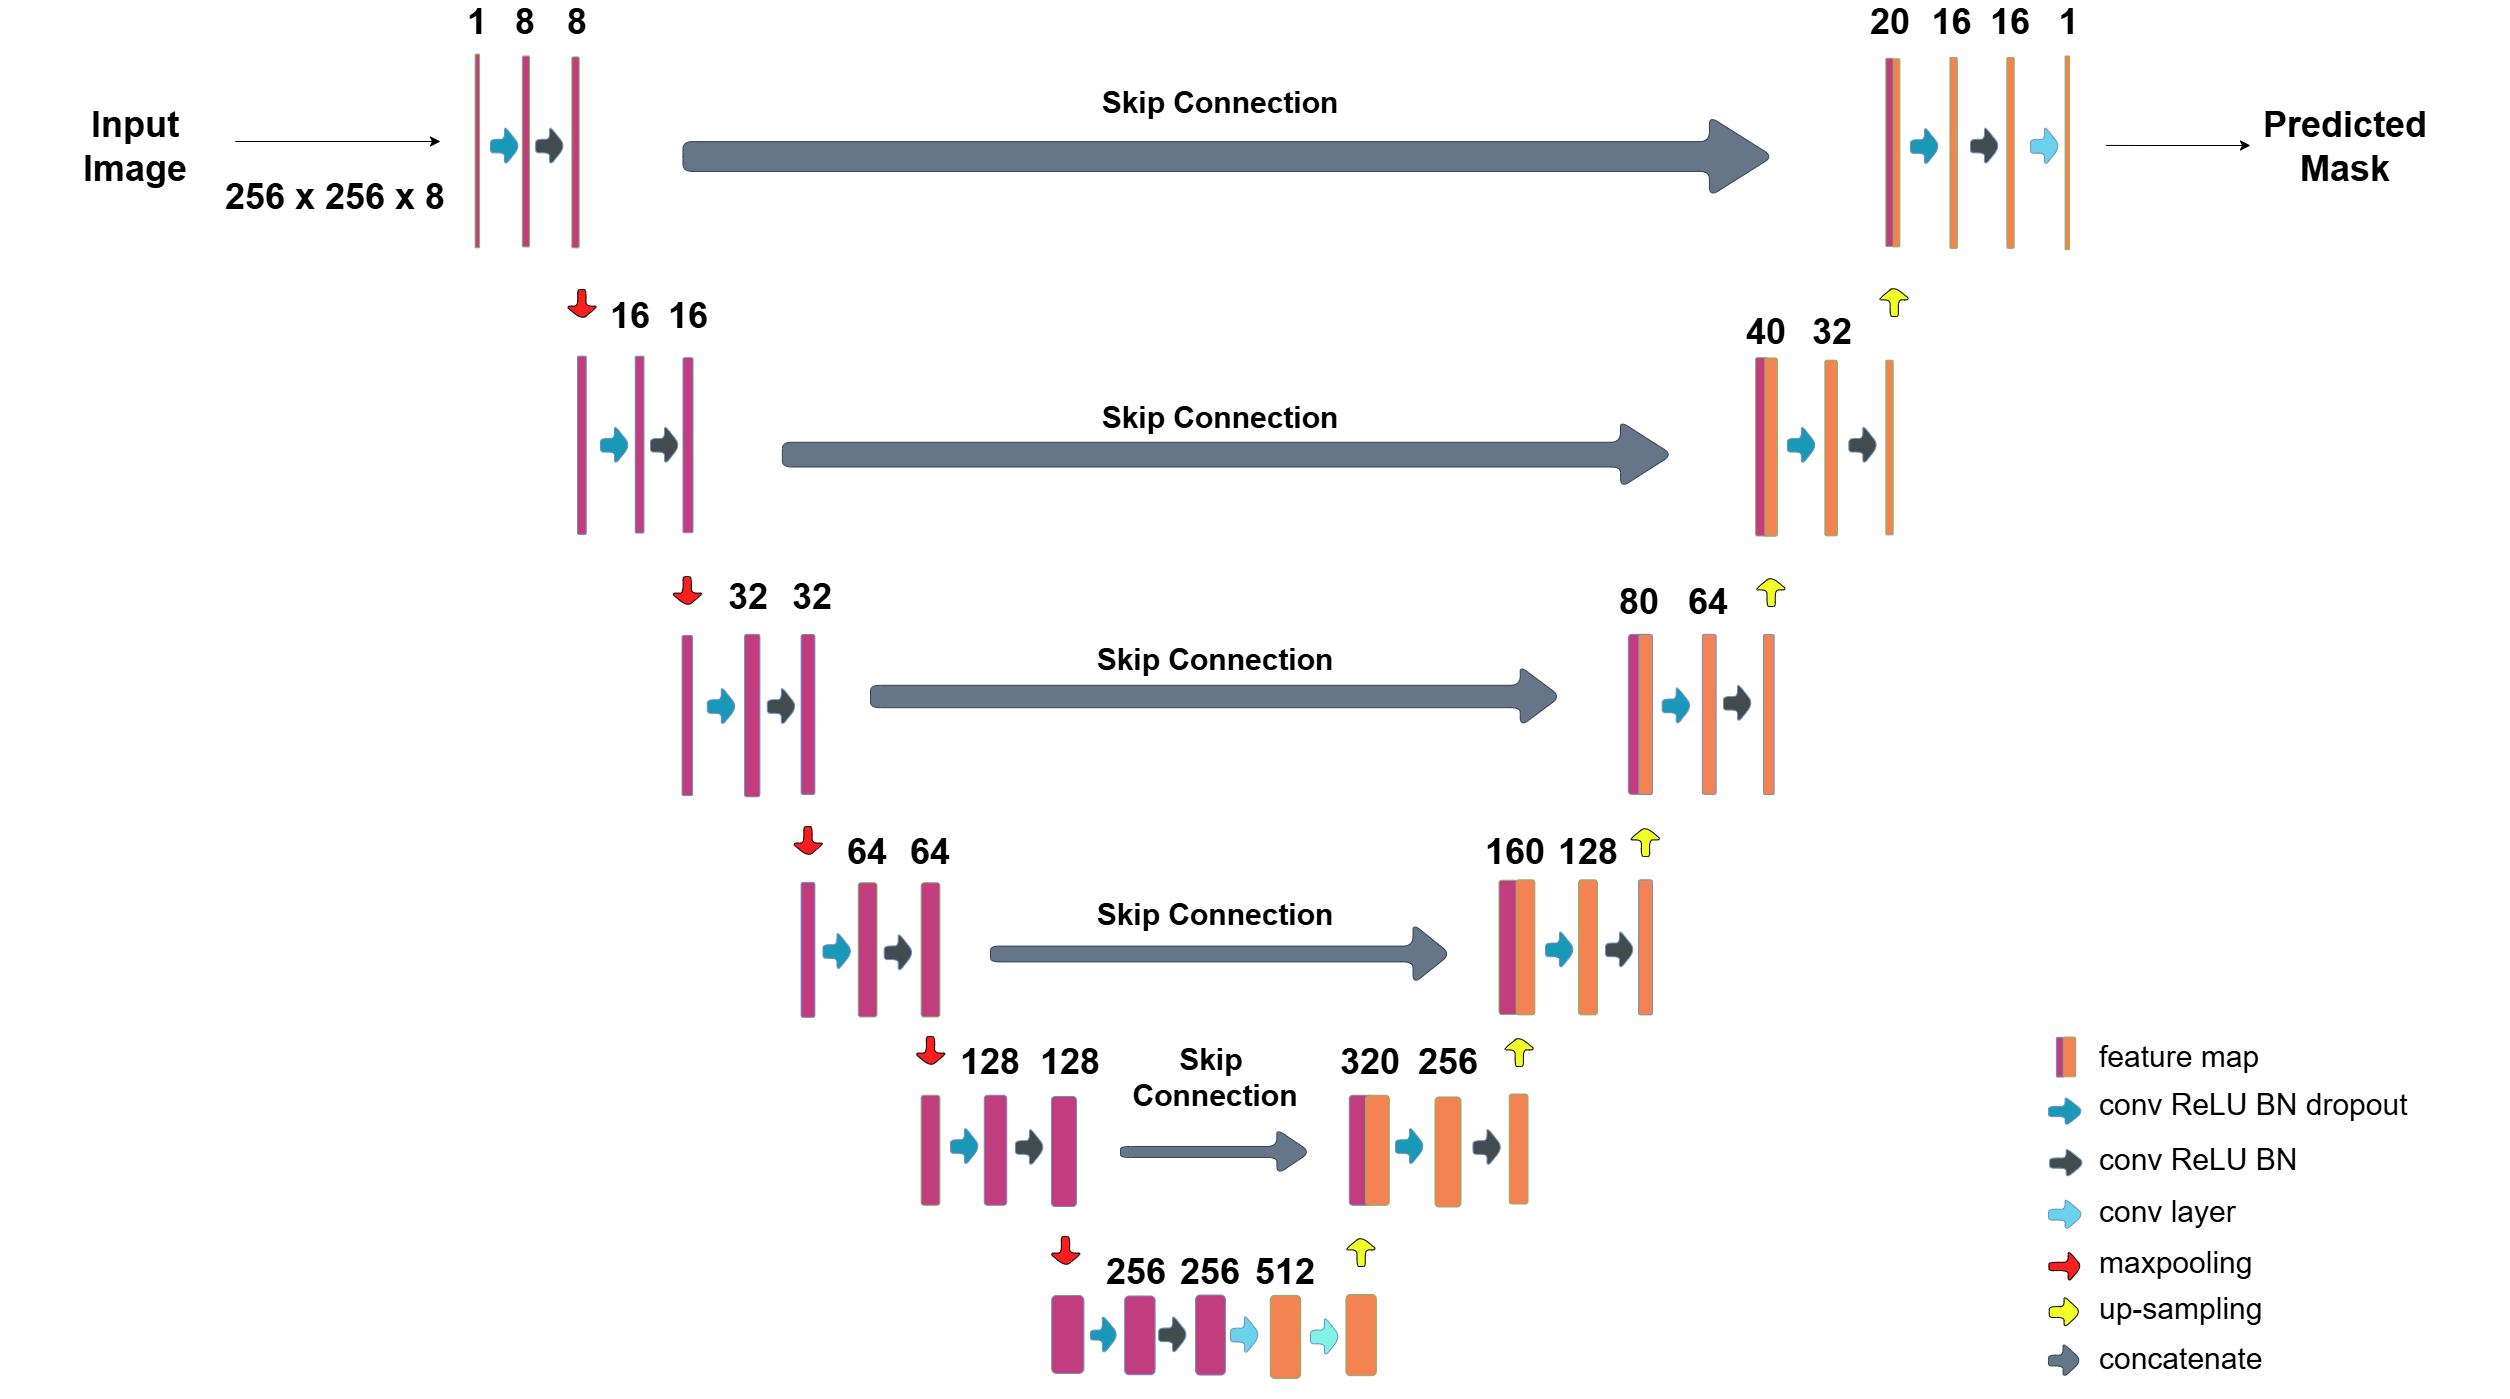 1 8 8
20 16 16 1
Skip Connection
Input
Image
256 x 256 x 8
Predicted
Mask
16 16
40 32
Skip Connection
32 32
80 64
Skip Connection
64 64
160 128
Skip Connection
128 128
Skip
Connection
320 256
256 256 512
feature map
conv ReLU BN dropout
conv ReLU BN
conv layer
maxpooling
up-sampling
concatenate